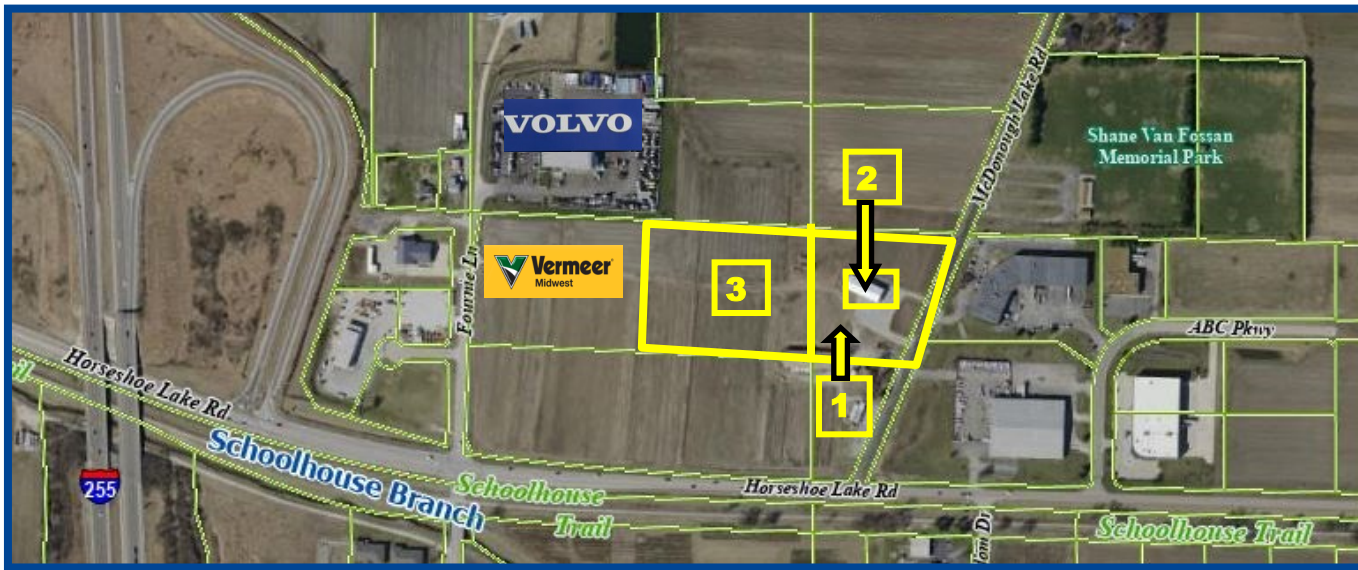 VOLVO
Shane Van Fossan
Memorial Park
McDonough Lake Rd
2
Vermeer
Midwest
3
Fourme Ln
ABC Pkwy
1
Horseshoe Lake Rd
255
Schoolhouse Branch
Schoolhouse
Trail
Horseshoe Lake Rd
Schoolhouse Trail